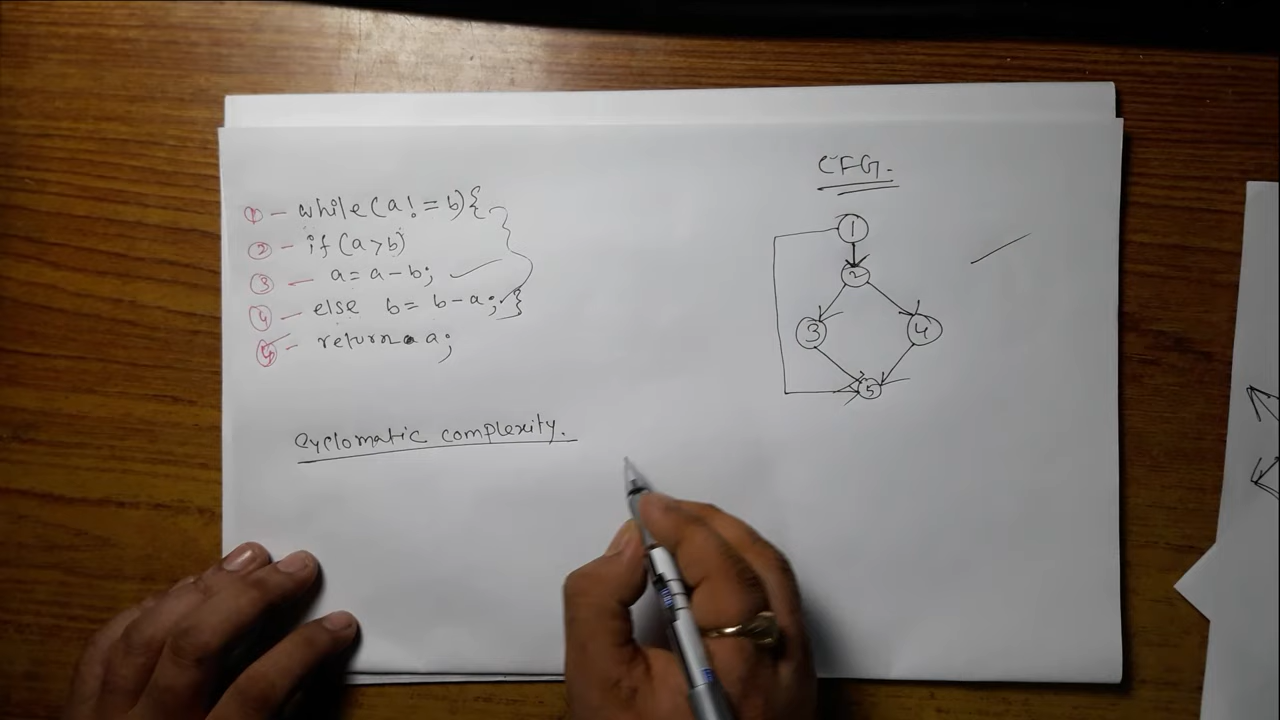 ① - while(a! = b){
② - if(a>b)
③ - a= a-b;
④ - else b= b-a;}
⑤ - return a;
cyclomatic complexity.
CFG.
1
2
3 4
5